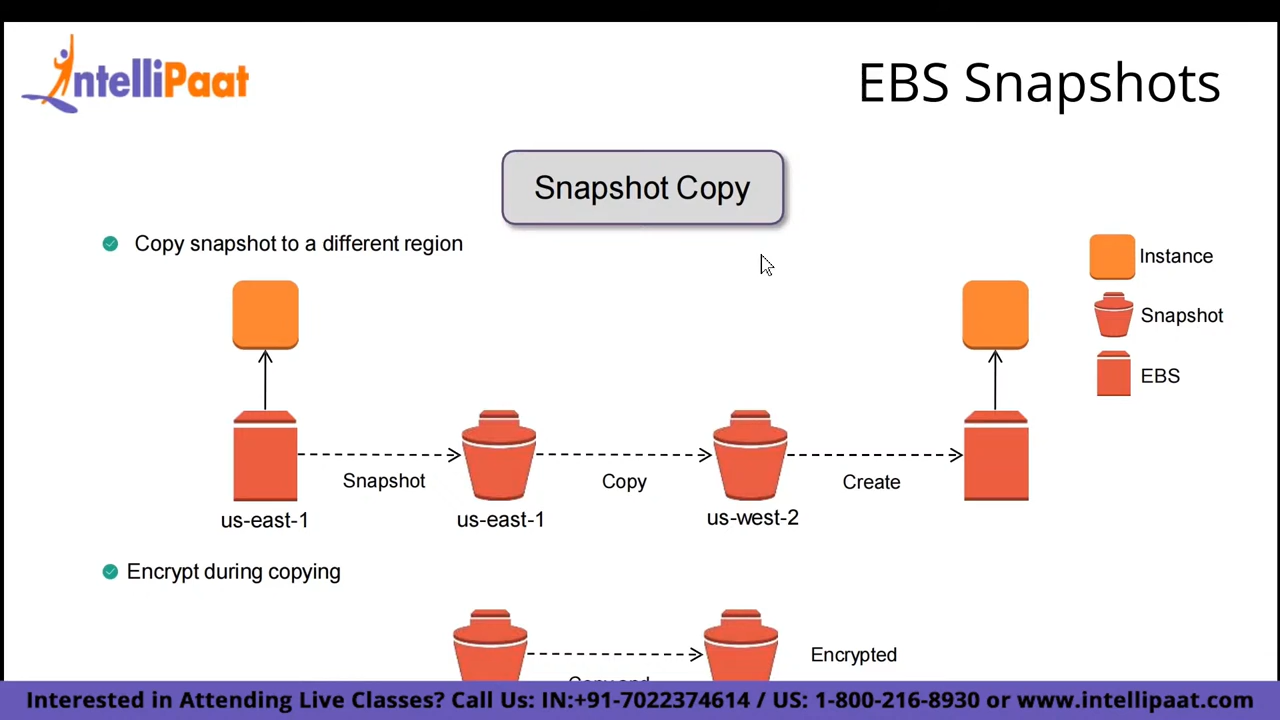 IntelliPaat
EBS Snapshots
Snapshot Copy
Copy snapshot to a different region
Instance
Snapshot
EBS
Snapshot
Copy
Create
us-east-1
us-east-1
us-west-2
Encrypt during copying
Encrypted
Copy and
Interested in Attending Live Classes? Call Us: IN:+91-7022374614 / US: 1-800-216-8930 or www.intellipaat.com